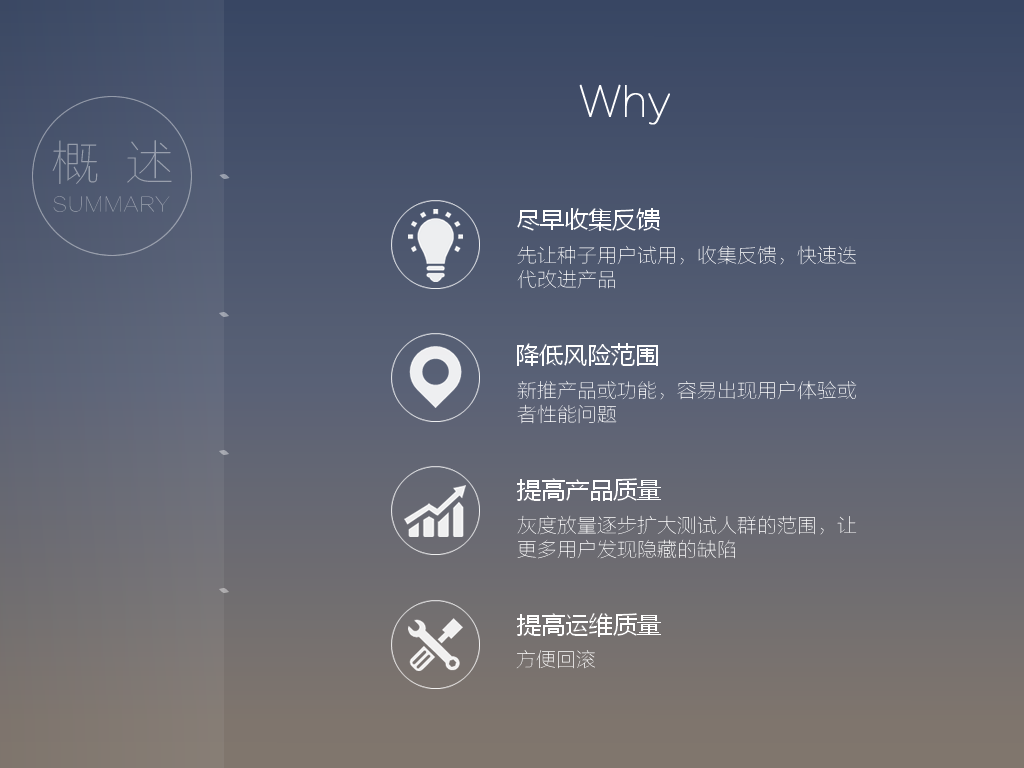 概 述
SUMMARY
Why
尽早收集反馈
先让种子用户试用，收集反馈，快速迭
代改进产品
降低风险范围
新推产品或功能，容易出现用户体验或
者性能问题
提高产品质量
灰度放量逐步扩大测试人群的范围，让
更多用户发现隐藏的缺陷
提高运维质量
方便回滚